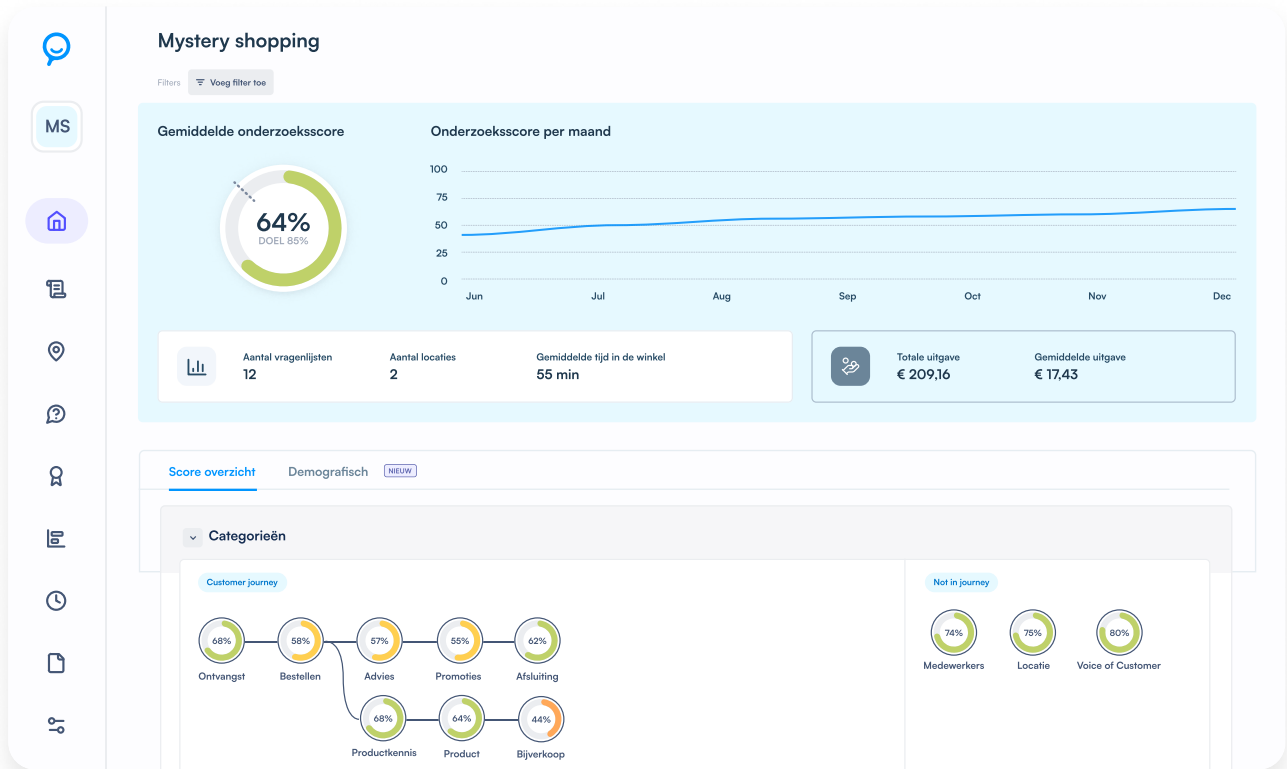 Mystery shopping
Filters
Voeg filter toe
MS
Gemiddelde onderzoeksscore
64%
DOEL 85%
Onderzoeksscore per maand
100
75
50
25
0
Jun Jul Aug Sep Oct Nov Dec
Aantal vragenlijsten
12
Aantal locaties
2
Gemiddelde tijd in de winkel
55 min
Totale uitgave
€ 209,16
Gemiddelde uitgave
€ 17,43
Score overzicht
Demografisch
NIEUW
Categorieën
Customer journey
68% 58% 57% 55% 62%
Ontvangst Bestellen Advies Promoties Afsluiting
68% 64% 44%
Productkennis Product Bijverkoop
Not in journey
74% 75% 80%
Medewerkers Locatie Voice of Customer